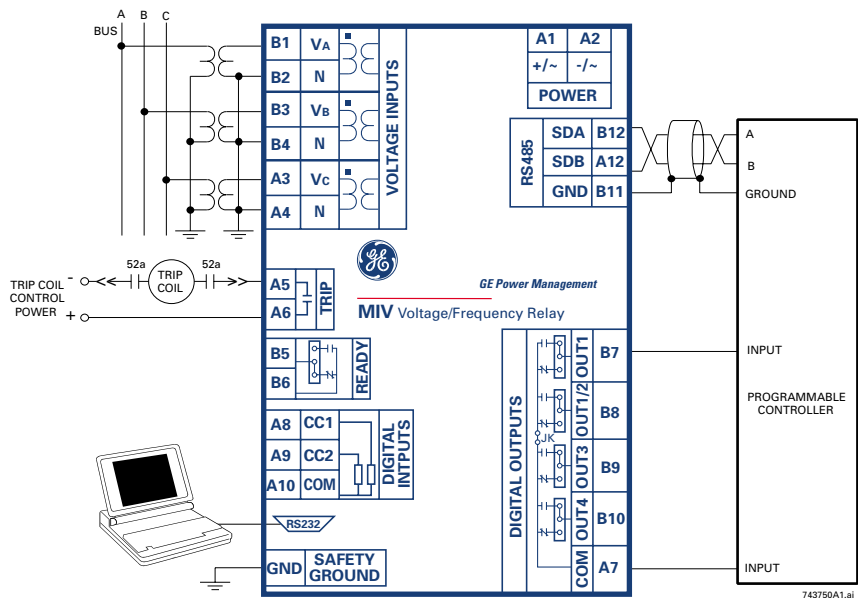 A B C
BUS
B1 VA
B2 N
B3 VB
B4 N
A3 VC
A4 N
VOLTAGE INPUTS
A1 A2
+/~ -/~
POWER
RS485
SDA B12
SDB A12
GND B11
A
B
GROUND
TRIP COIL
CONTROL
POWER
-
+
52a
TRIP
COIL
52a
A5
A6
TRIP
GE
GE Power Management
MIV Voltage/Frequency Relay
B5
B6
READY
A8 CC1
A9 CC2
A10 COM
DIGITAL
INTPUTS
RS232
GND
SAFETY
GROUND
DIGITAL OUTPUTS
JK
OUT1 B7
OUT1/2 B8
OUT3 B9
OUT4 B10
COM A7
INPUT
PROGRAMMABLE
CONTROLLER
INPUT
743750A1.ai